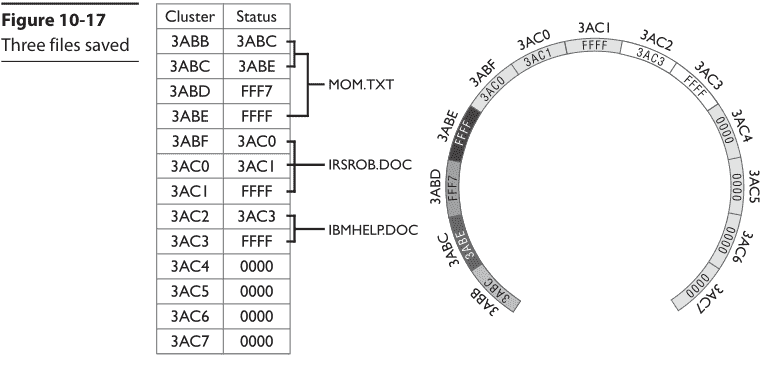 Figure 10-17
Three files saved
Cluster Status
3ABB 3ABC
3ABC 3ABE
3ABD FFF7
3ABE FFFF
3ABF 3AC0
3AC0 3AC1
3AC1 FFFF
3AC2 3AC3
3AC3 FFFF
3AC4 0000
3AC5 0000
3AC6 0000
3AC7 0000
MOM.TXT
IRSROB.DOC
IBMHELP.DOC
3ABB
3ABC
3ABC
3ABE
3ABD
FFF7
3ABE
FFFF
3ABF
3AC0
3AC0
3AC1
3AC1
FFFF
3AC2
3AC3
3AC3
FFFF
3AC4
0000
3AC5
0000
3AC6
0000
3AC7
0000